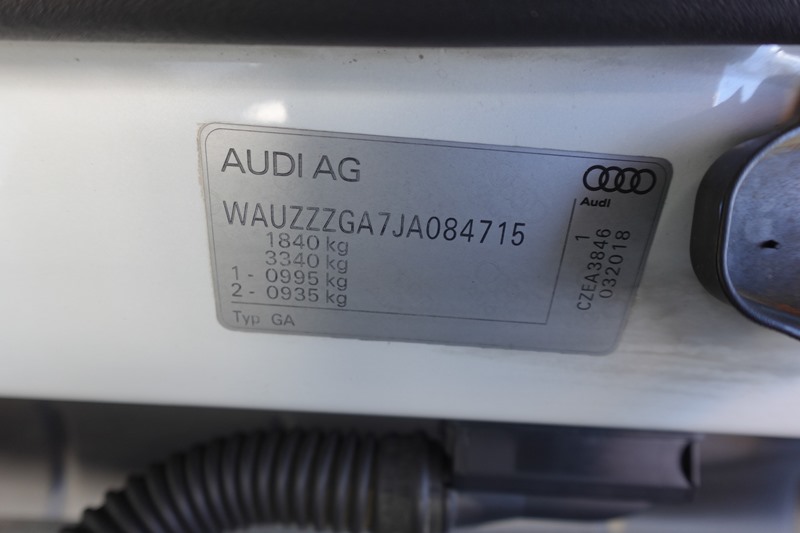 AUDI AG
Audi
WAUZZZGA7JA084715
1840 kg
3340 kg
1 - 0995 kg
2 - 0935 kg
Typ GA
1
CZEA3846
032018